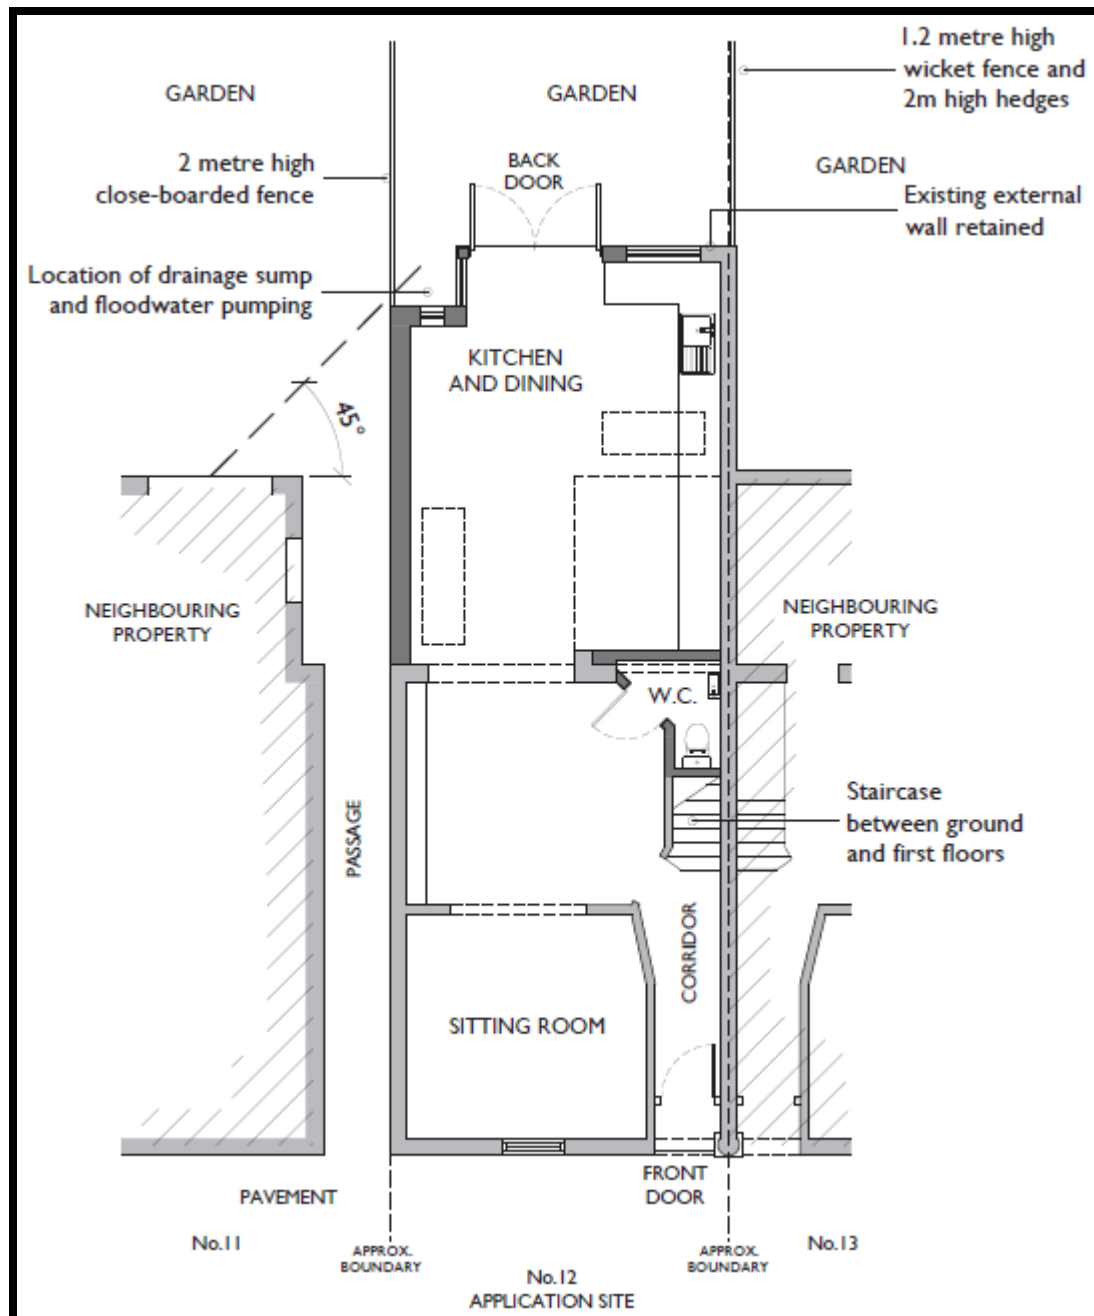 1.2 metre high
wicket fence and
2m high hedges
GARDEN
GARDEN
2 metre high
close-boarded fence
BACK
DOOR
GARDEN
Existing external
wall retained
Location of drainage sump
and floodwater pumping
KITCHEN
AND DINING
45°
NEIGHBOURING
PROPERTY
NEIGHBOURING
PROPERTY
W.C.
Staircase
between ground
and first floors
PASSAGE
CORRIDOR
SITTING ROOM
FRONT
DOOR
PAVEMENT
No.11
APPROX.
BOUNDARY
No.12
APPLICATION SITE
APPROX.
BOUNDARY
No.13